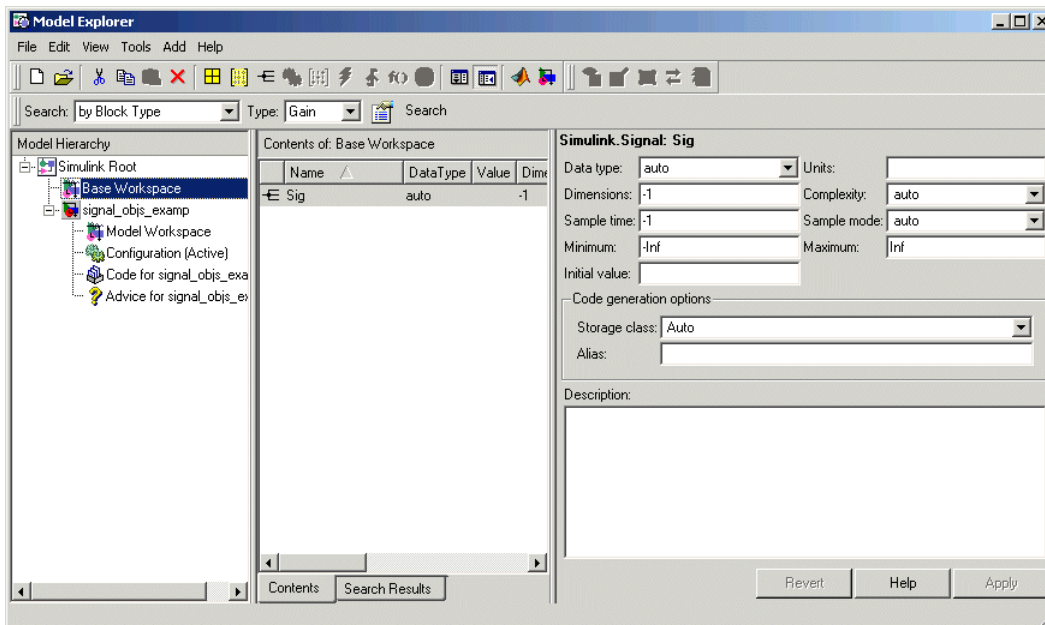 Model Explorer
File Edit View Tools Add Help
f()
Search: by Block Type Type: Gain Search
Model Hierarchy
Simulink Root
Base Workspace
signal_objs_examp
Model Workspace
Configuration (Active)
Code for signal_objs_exa
Advice for signal_objs_e
Contents of: Base Workspace
Name DataType Value Dime
Sig auto -1
Contents Search Results
Simulink.Signal: Sig
Data type: auto Units:
Dimensions: -1 Complexity: auto
Sample time: -1 Sample mode: auto
Minimum: -Inf Maximum: Inf
Initial value:
Code generation options
Storage class: Auto
Alias:
Description:
Revert Help Apply